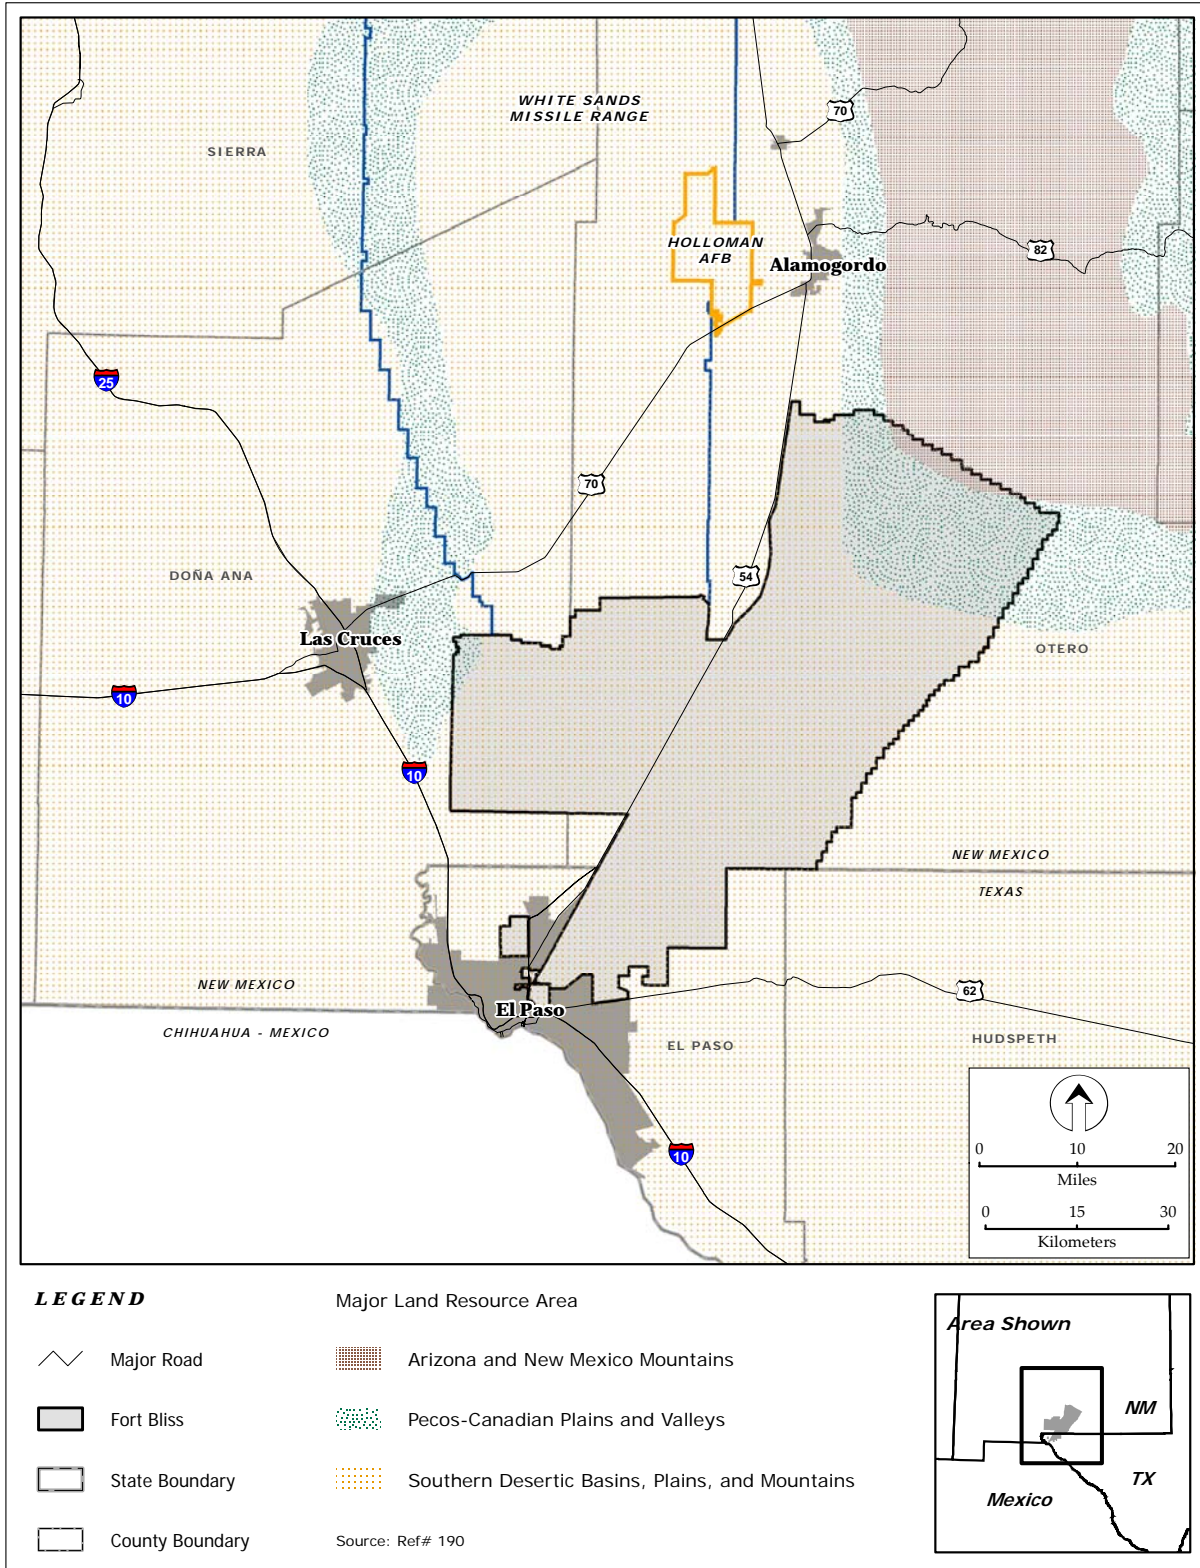 WHITE SANDS
MISSILE RANGE
70
SIERRA
HOLLOMAN
AFB
82
Alamogordo
25
70
DOÑA ANA
54
Las Cruces
OTERO
10
10
NEW MEXICO
TEXAS
NEW MEXICO
62
El Paso
CHIHUAHUA - MEXICO
EL PASO
HUDSPETH
10
0 10 20
Miles
0 15 30
Kilometers
LEGEND
Major Road
Fort Bliss
State Boundary
County Boundary
Major Land Resource Area
Arizona and New Mexico Mountains
Pecos-Canadian Plains and Valleys
Southern Desertic Basins, Plains, and Mountains
Source: Ref# 190
Area Shown
NM
TX
Mexico